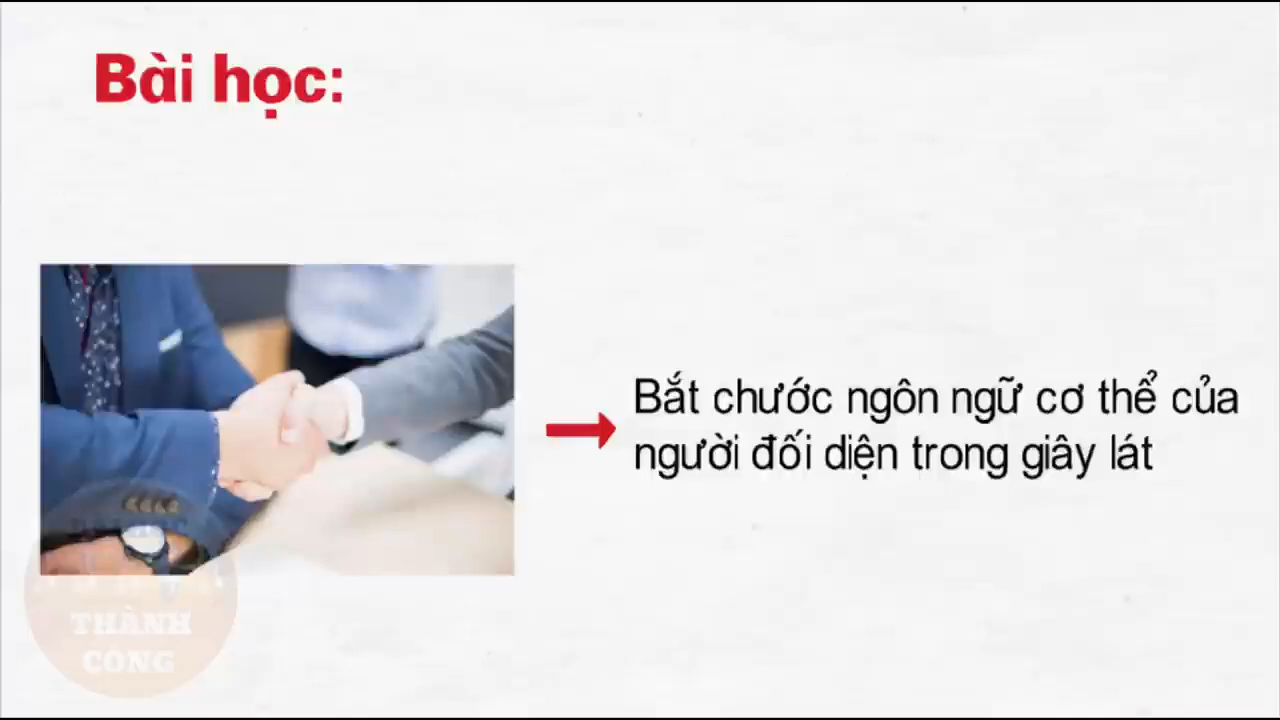 Bài học:
Bắt chước ngôn ngữ cơ thể của
người đối diện trong giây lát
THÀNH
CÔNG